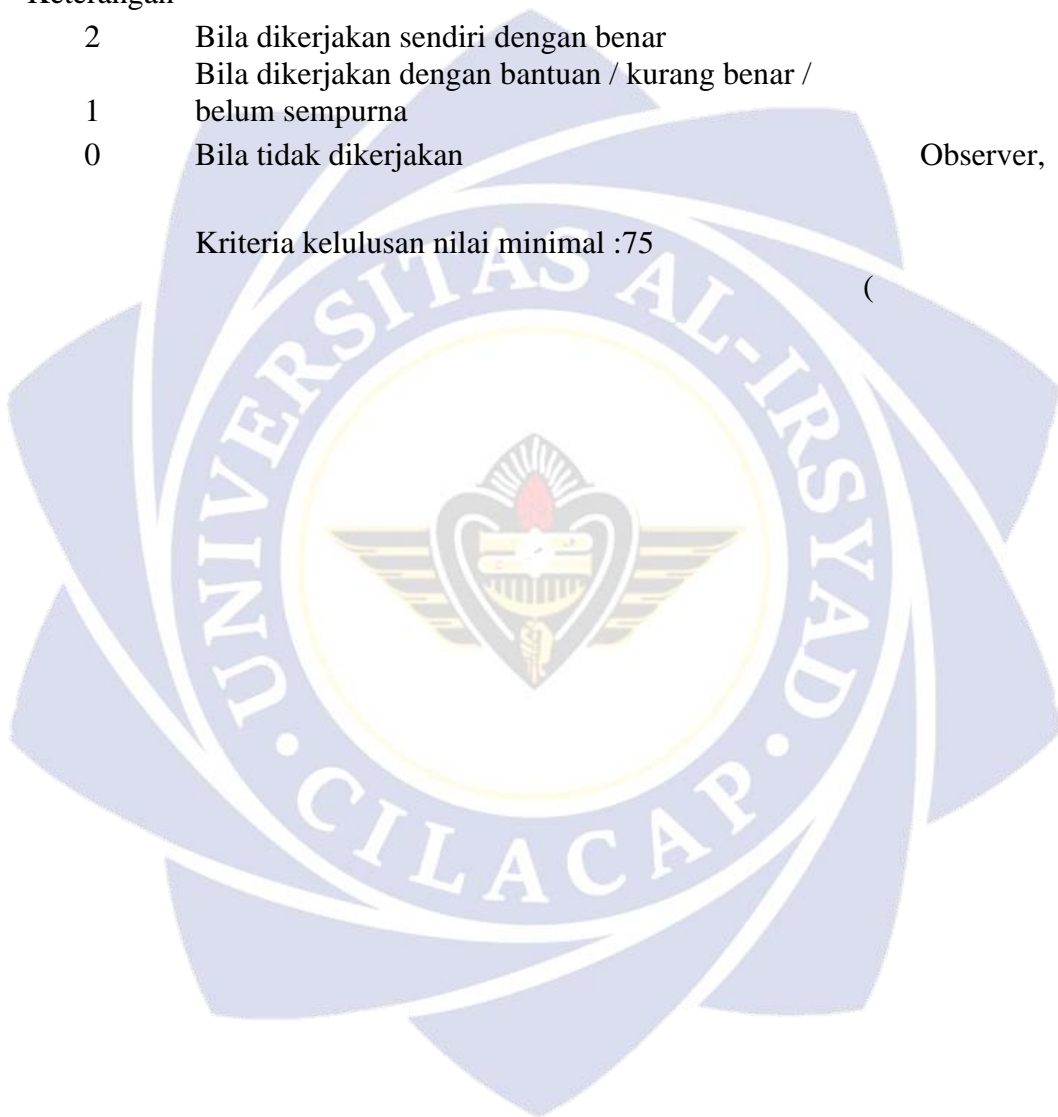 Keterangan
2 Bila dikerjakan sendiri dengan benar
Bila dikerjakan dengan bantuan / kurang benar /
1 belum sempurna
0 Bila tidak dikerjakan Observer,
Kriteria kelulusan nilai minimal :75
(
UNIVERSITAS AL-IRSYAD
• CILACAP •